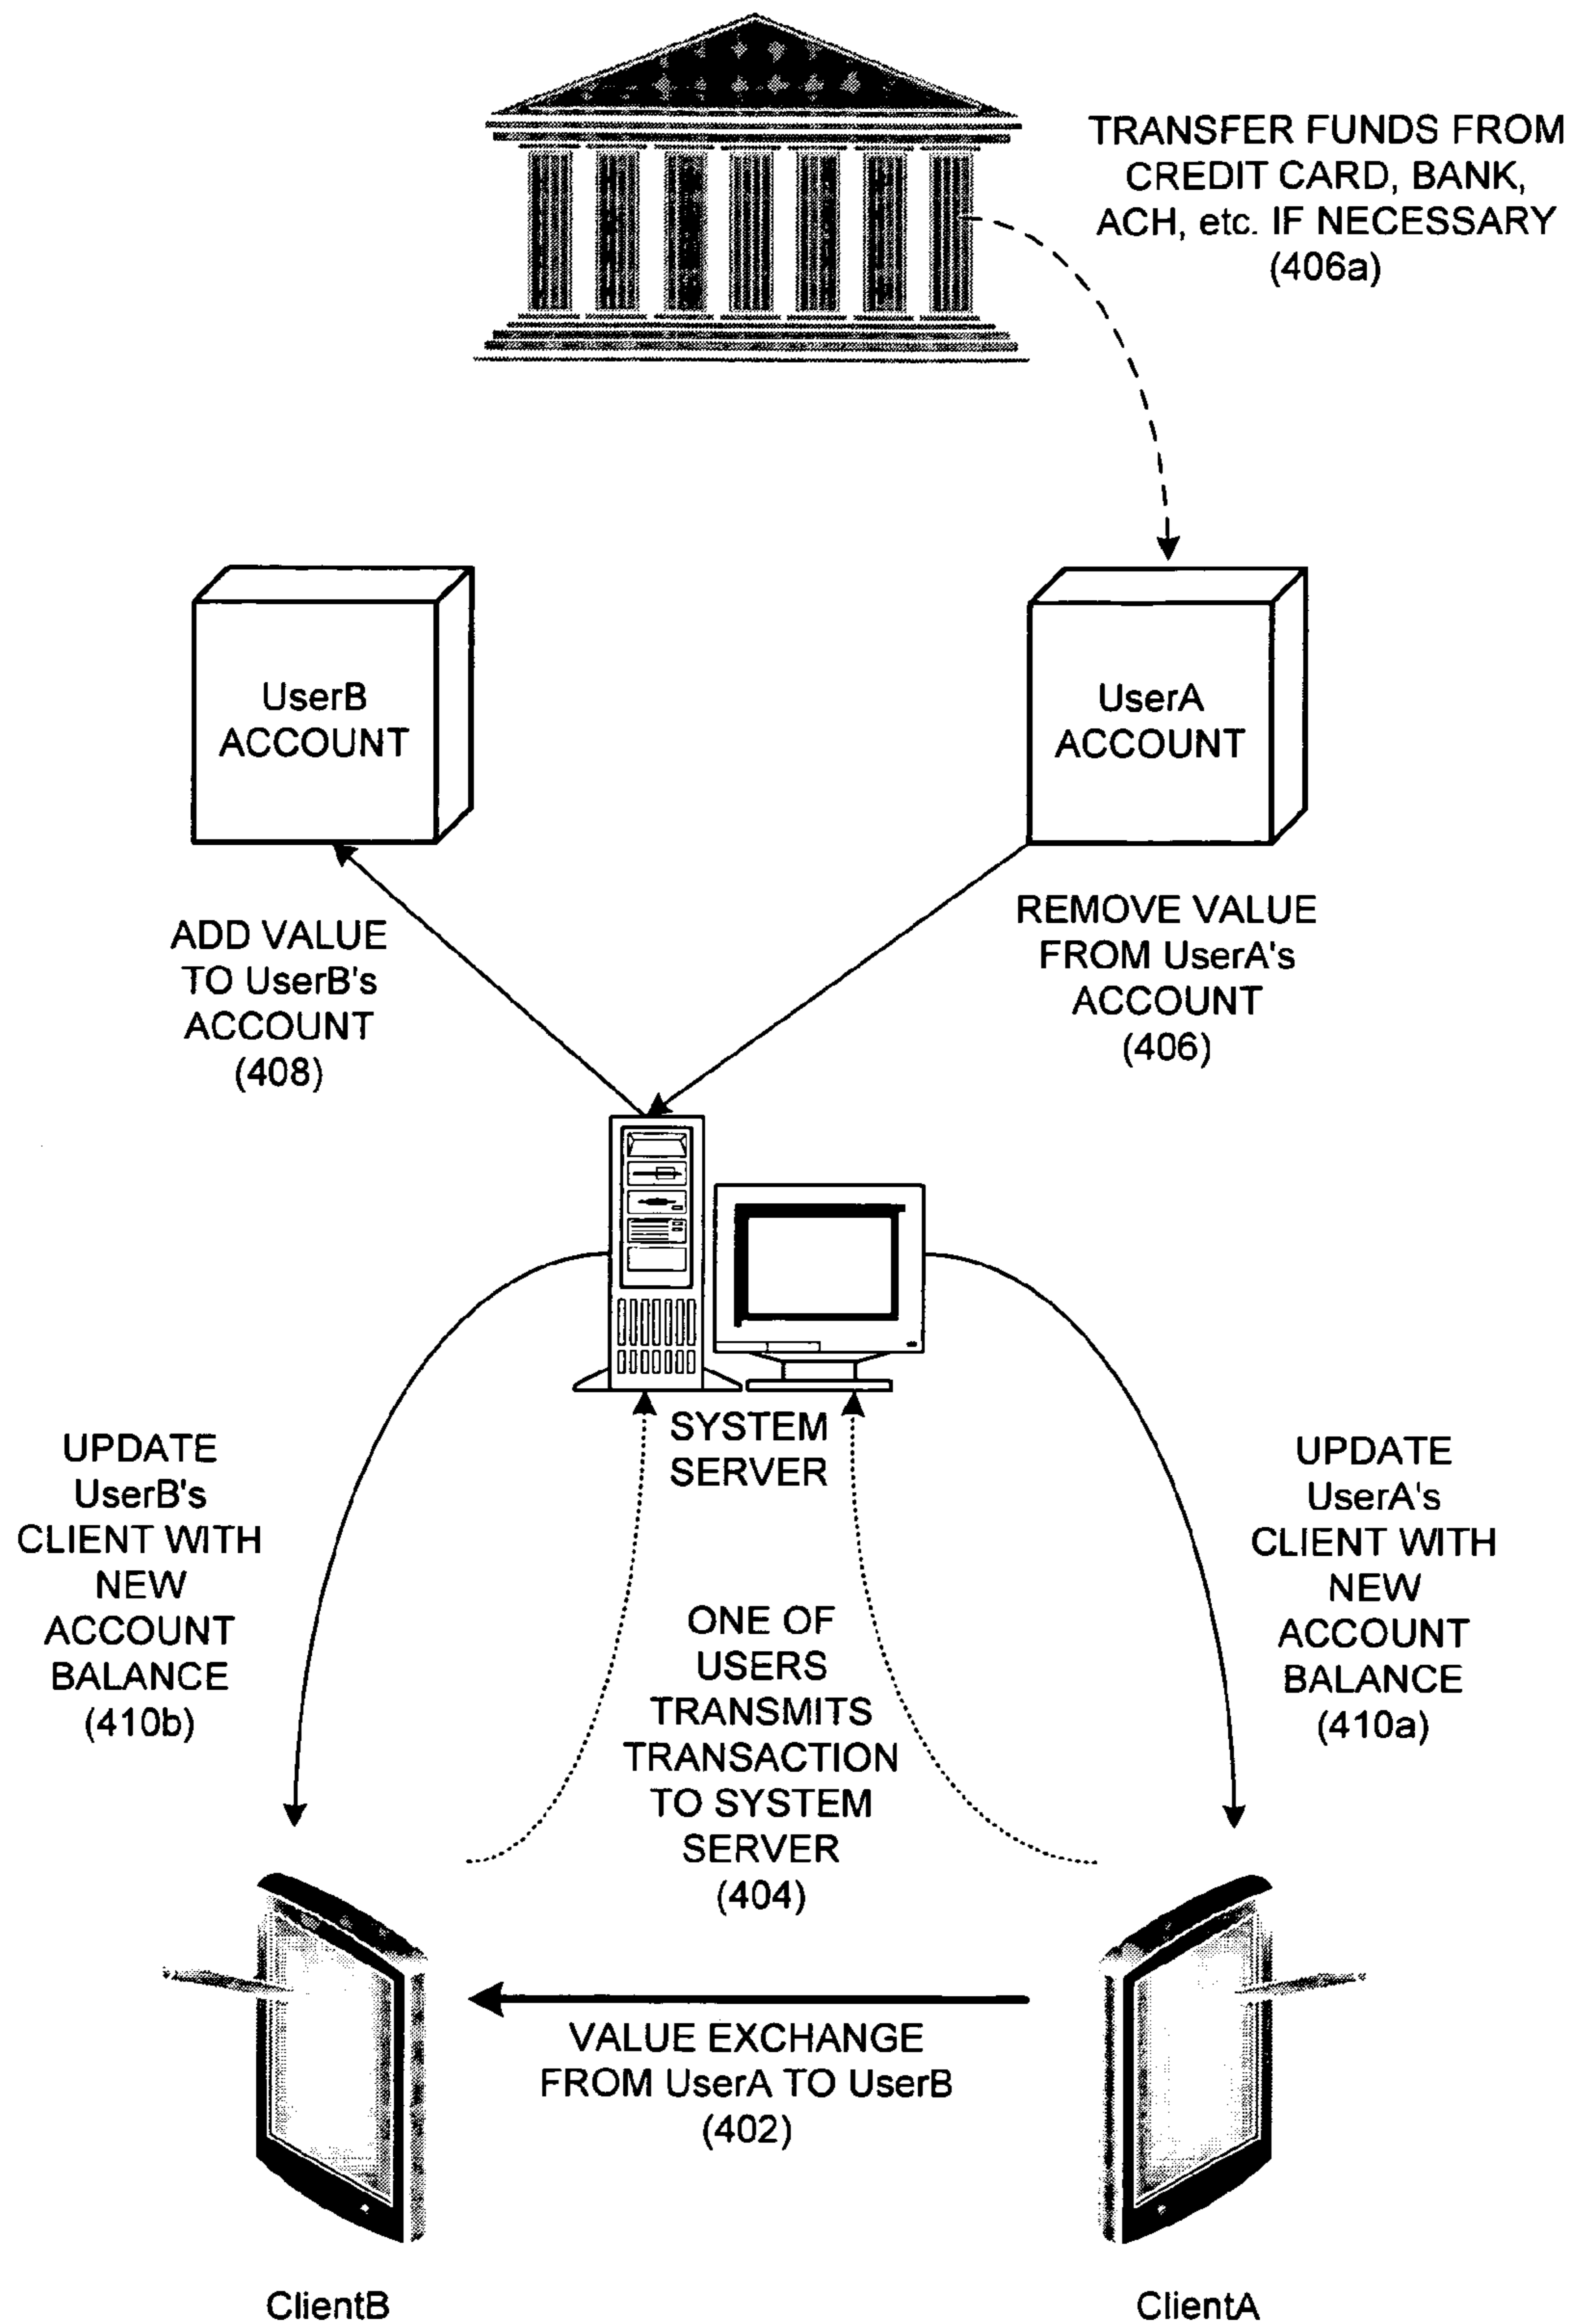 TRANSFER FUNDS FROM
CREDIT CARD, BANK,
ACH, etc. IF NECESSARY
(406a)
UserB
ACCOUNT
UserA
ACCOUNT
ADD VALUE
TO UserB's
ACCOUNT
(408)
REMOVE VALUE
FROM UserA's
ACCOUNT
(406)
SYSTEM
SERVER
UPDATE
UserB's
CLIENT WITH
NEW
ACCOUNT
BALANCE
(410b)
ONE OF
USERS
TRANSMITS
TRANSACTION
TO SYSTEM
SERVER
(404)
UPDATE
UserA's
CLIENT WITH
NEW
ACCOUNT
BALANCE
(410a)
VALUE EXCHANGE
FROM UserA TO UserB
(402)
ClientB
ClientA